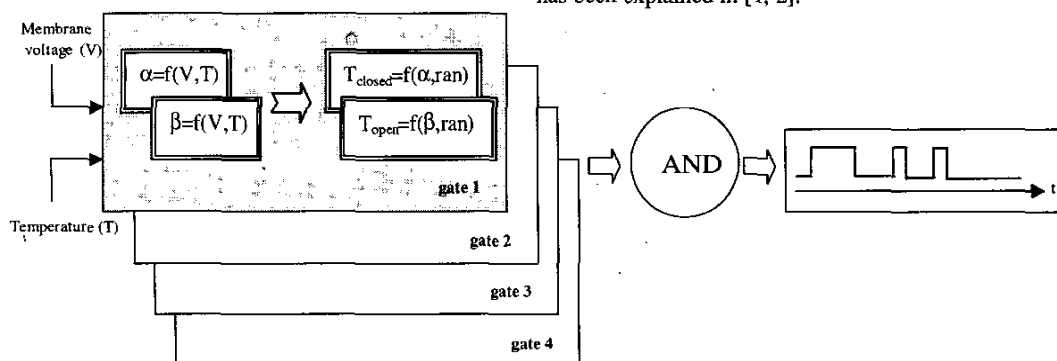 has been explained in [1, 2].
Membrane
voltage (V)
α=f(V,T)
β=f(V,T)
T_closed=f(α,ran)
T_open=f(β,ran)
gate 1
Temperature (T)
gate 2
gate 3
gate 4
AND
t